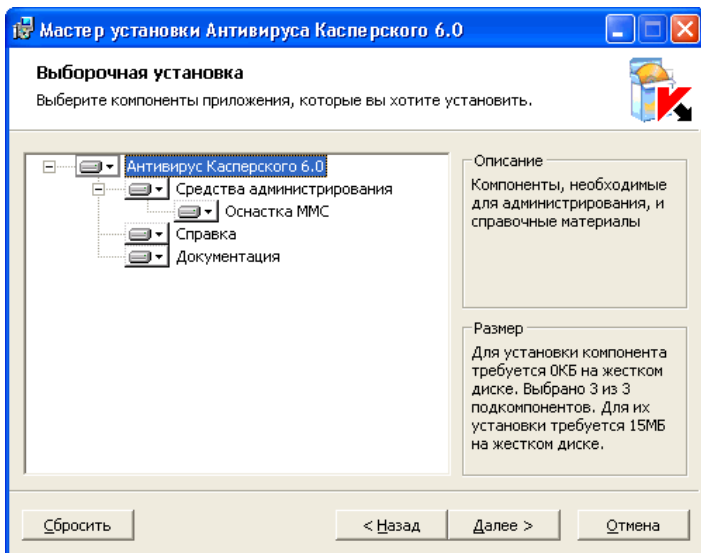 Мастер установки Антивируса Касперского 6.0
Выборочная установка
Выберите компоненты приложения, которые вы хотите установить.
Антивирус Касперского 6.0
Средства администрирования
Оснастка MMC
Справка
Документация
Описание
Компоненты, необходимые
для администрирования, и
справочные материалы
Размер
Для установки компонента
требуется 0КБ на жестком
диске. Выбрано 3 из 3
подкомпонентов. Для их
установки требуется 15МБ
на жестком диске.
Сбросить
< Назад
Далее >
Отмена